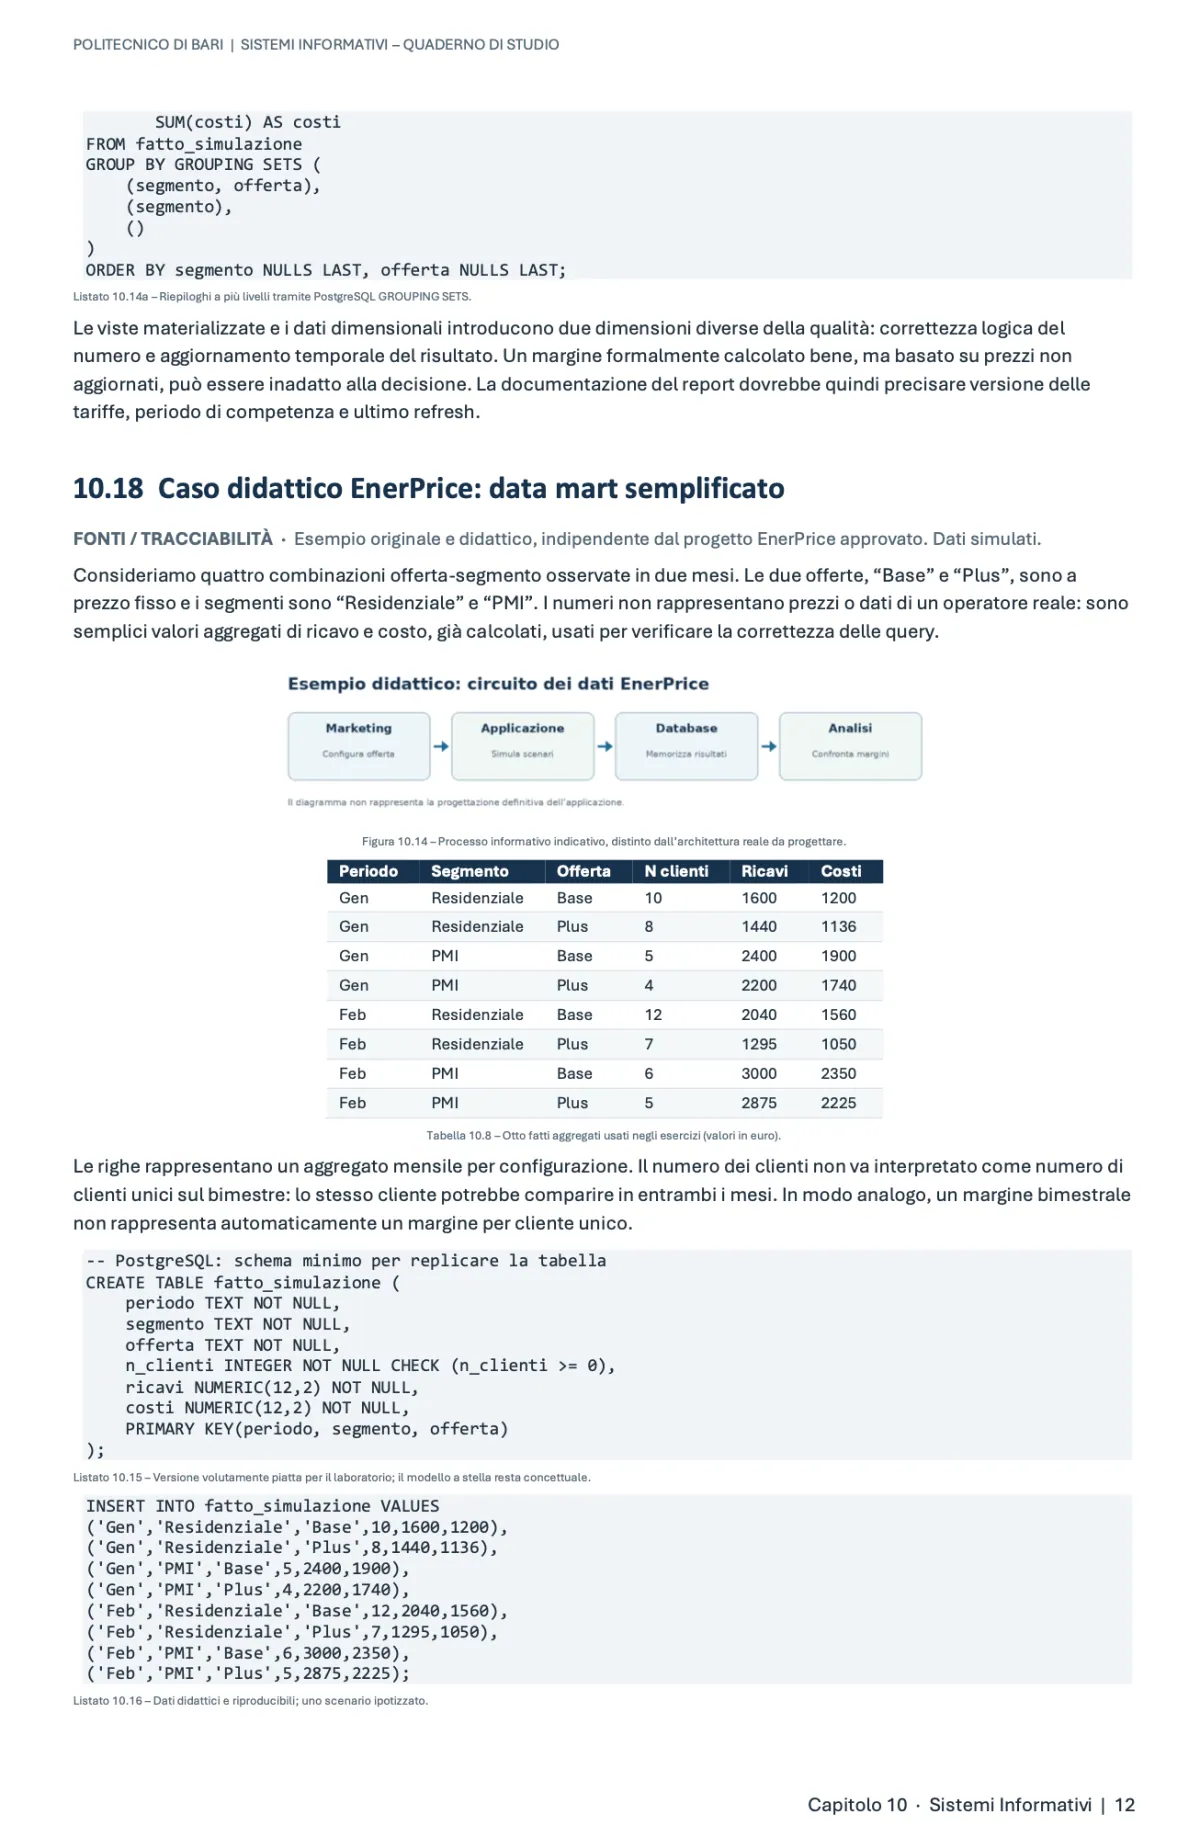 POLITECNICO DI BARI | SISTEMI INFORMATIVI – QUADERNO DI STUDIO
SUM(costi) AS costi
FROM fatto_simulazione
GROUP BY GROUPING SETS (
(segmento, offerta),
(segmento),
()
)
ORDER BY segmento NULLS LAST, offerta NULLS LAST;
Listato 10.14a – Riepiloghi a più livelli tramite PostgreSQL GROUPING SETS.
Le viste materializzate e i dati dimensionali introducono due dimensioni diverse della qualità: correttezza logica del
numero e aggiornamento temporale del risultato. Un margine formalmente calcolato bene, ma basato su prezzi non
aggiornati, può essere inadatto alla decisione. La documentazione del report dovrebbe quindi precisare versione delle
tariffe, periodo di competenza e ultimo refresh.
10.18 Caso didattico EnerPrice: data mart semplificato
FONTI / TRACCIABILITÀ · Esempio originale e didattico, indipendente dal progetto EnerPrice approvato. Dati simulati.
Consideriamo quattro combinazioni offerta-segmento osservate in due mesi. Le due offerte, “Base” e “Plus”, sono a
prezzo fisso e i segmenti sono “Residenziale” e “PMI”. I numeri non rappresentano prezzi o dati di un operatore reale: sono
semplici valori aggregati di ricavo e costo, già calcolati, usati per verificare la correttezza delle query.
Esempio didattico: circuito dei dati EnerPrice
Marketing Applicazione Database Analisi
Configura offerta Simula scenari Memorizza risultati Confronta margini
Il diagramma non rappresenta la progettazione definitiva dell'applicazione.
Figura 10.14 – Processo informativo indicativo, distinto dall’architettura reale da progettare.
Periodo Segmento Offerta N clienti Ricavi Costi
Gen Residenziale Base 10 1600 1200
Gen Residenziale Plus 8 1440 1136
Gen PMI Base 5 2400 1900
Gen PMI Plus 4 2200 1740
Feb Residenziale Base 12 2040 1560
Feb Residenziale Plus 7 1295 1050
Feb PMI Base 6 3000 2350
Feb PMI Plus 5 2875 2225
Tabella 10.8 – Otto fatti aggregati usati negli esercizi (valori in euro).
Le righe rappresentano un aggregato mensile per configurazione. Il numero dei clienti non va interpretato come numero di
clienti unici sul bimestre: lo stesso cliente potrebbe comparire in entrambi i mesi. In modo analogo, un margine bimestrale
non rappresenta automaticamente un margine per cliente unico.
-- PostgreSQL: schema minimo per replicare la tabella
CREATE TABLE fatto_simulazione (
periodo TEXT NOT NULL,
segmento TEXT NOT NULL,
offerta TEXT NOT NULL,
n_clienti INTEGER NOT NULL CHECK (n_clienti >= 0),
ricavi NUMERIC(12,2) NOT NULL,
costi NUMERIC(12,2) NOT NULL,
PRIMARY KEY(periodo, segmento, offerta)
);
Listato 10.15 – Versione volutamente piatta per il laboratorio; il modello a stella resta concettuale.
INSERT INTO fatto_simulazione VALUES
('Gen','Residenziale','Base',10,1600,1200),
('Gen','Residenziale','Plus',8,1440,1136),
('Gen','PMI','Base',5,2400,1900),
('Gen','PMI','Plus',4,2200,1740),
('Feb','Residenziale','Base',12,2040,1560),
('Feb','Residenziale','Plus',7,1295,1050),
('Feb','PMI','Base',6,3000,2350),
('Feb','PMI','Plus',5,2875,2225);
Listato 10.16 – Dati didattici e riproducibili; uno scenario ipotizzato.
Capitolo 10 · Sistemi Informativi | 12